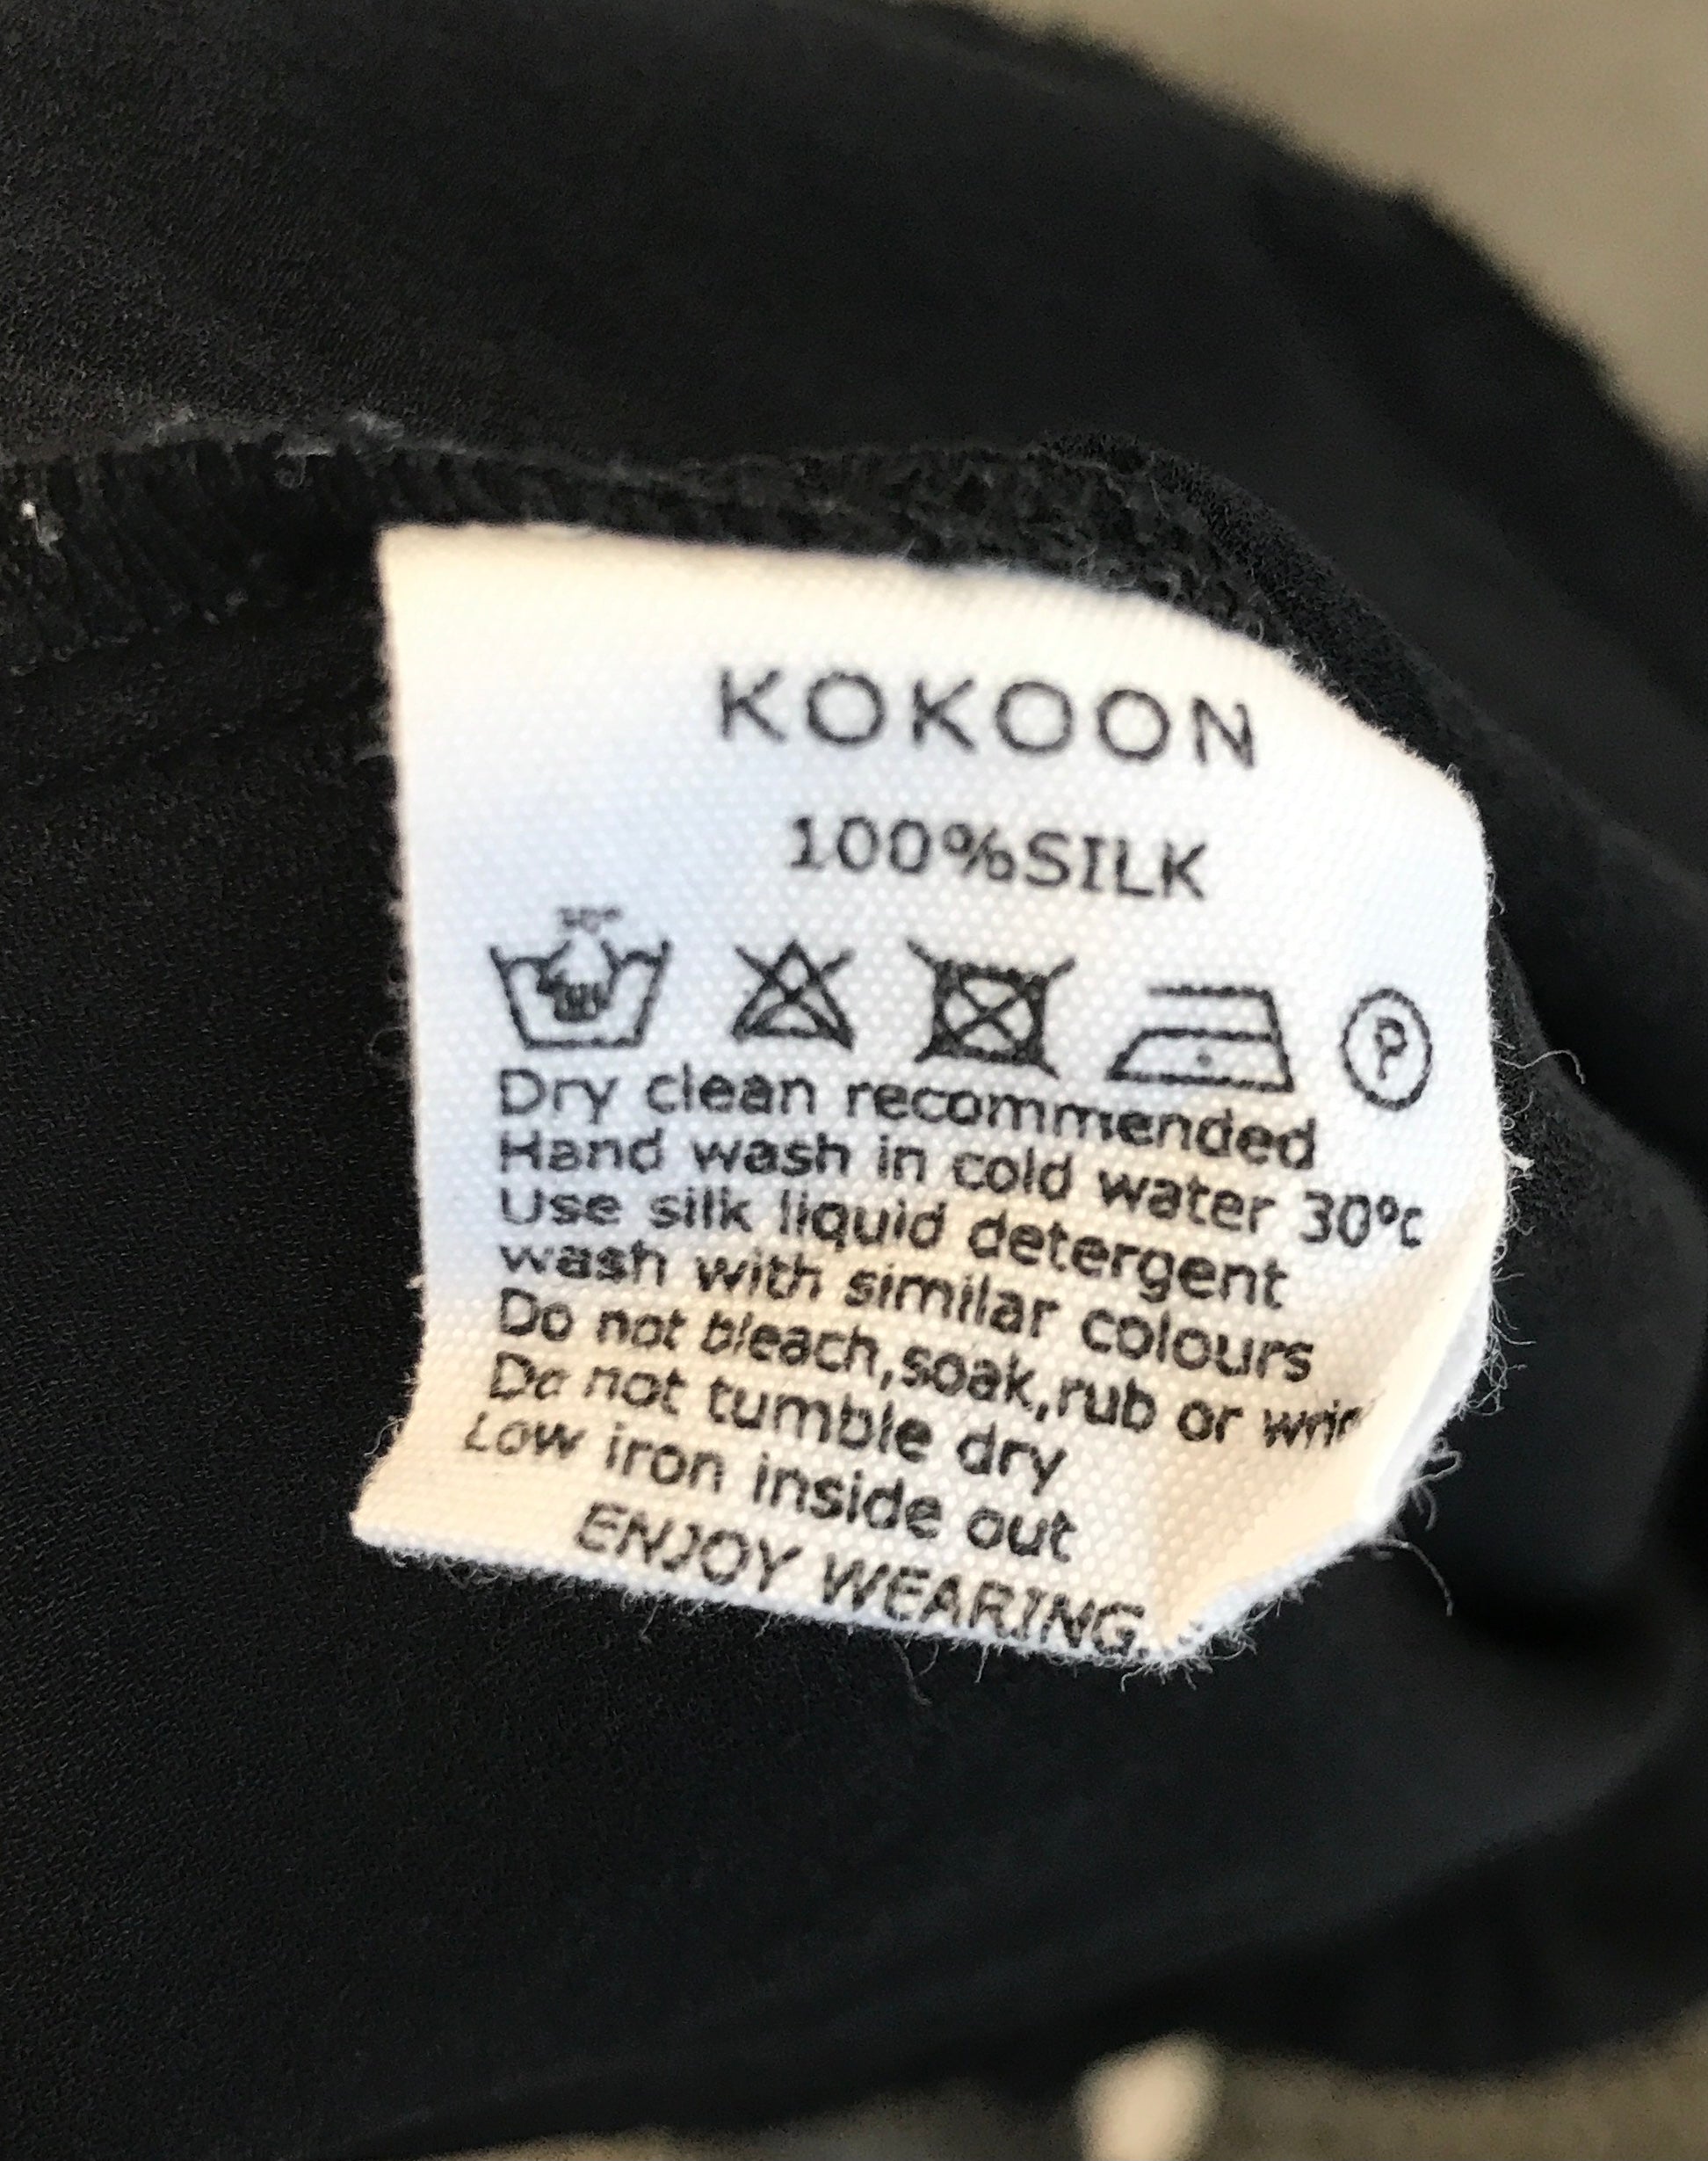 KOKOON
100%SILK
30°
P
Dry clean recommended
Hand wash in cold water 30°c
Use silk liquid detergent
wash with similar colours
Do not bleach,soak,rub or
Do not tumble dry
Low iron inside out
ENJOY WEARING.